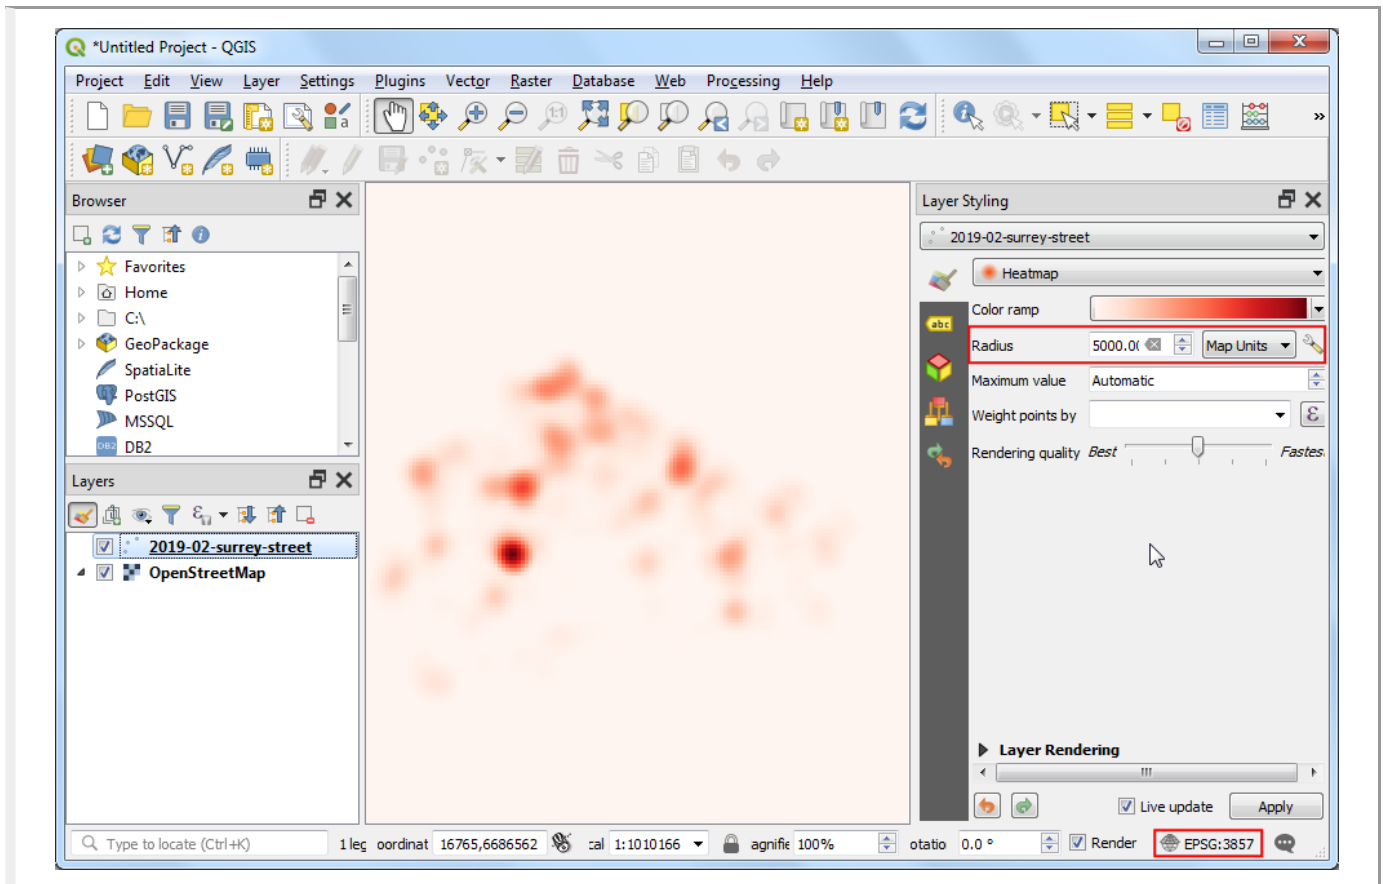 *Untitled Project - QGIS
Project Edit View Layer Settings Plugins Vector Raster Database Web Processing Help
Browser
Favorites
Home
C:\
GeoPackage
SpatiaLite
PostGIS
MSSQL
DB2
Layers
2019-02-surrey-street
OpenStreetMap
Layer Styling
2019-02-surrey-street
Heatmap
abc
Color ramp
Radius 5000.0( Map Units
Maximum value Automatic
Weight points by
Rendering quality Best Fastes
Layer Rendering
Live update Apply
Type to locate (Ctrl+K) 1 leg oordinat 16765,6686562 cal 1:1010166 agnifie 100% otatio 0.0 ° Render EPSG:3857